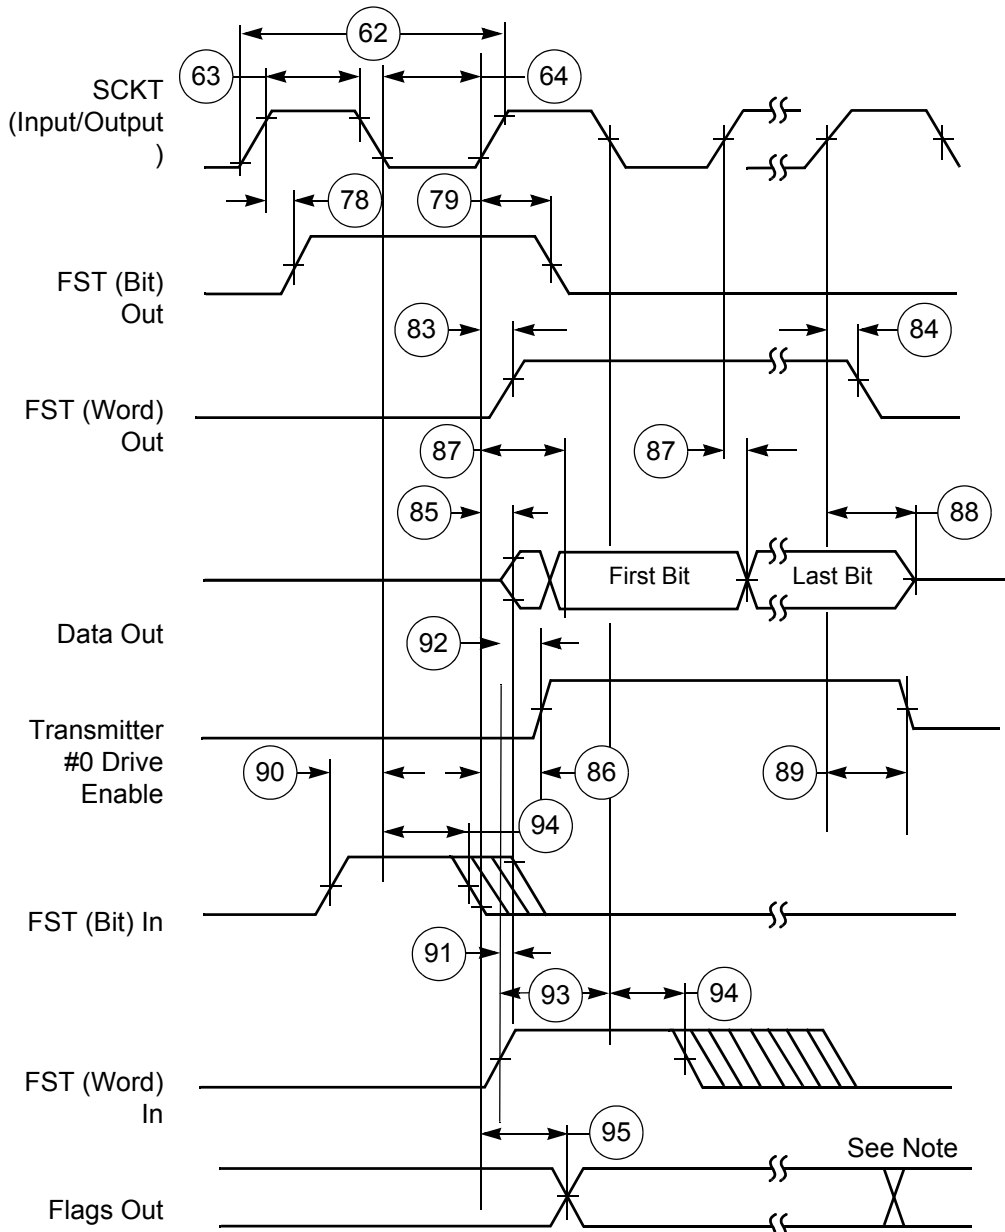 62
63
64
SCKT
(Input/Output
)
78
79
FST (Bit)
Out
83
84
FST (Word)
Out
87
87
85
88
First Bit
Last Bit
Data Out
92
Transmitter
#0 Drive
Enable
90
86
89
94
FST (Bit) In
91
93
94
FST (Word)
In
95
See Note
Flags Out